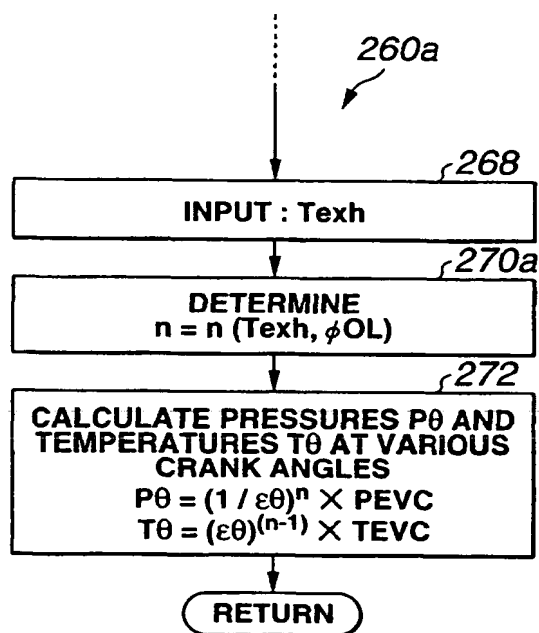 260a
268
INPUT : Texh
270a
DETERMINE
n = n (Texh, ϕOL)
272
CALCULATE PRESSURES Pθ AND
TEMPERATURES Tθ AT VARIOUS
CRANK ANGLES
Pθ = (1 / εθ)ⁿ × PEVC
Tθ = (εθ)⁽ⁿ⁻¹⁾ × TEVC
RETURN